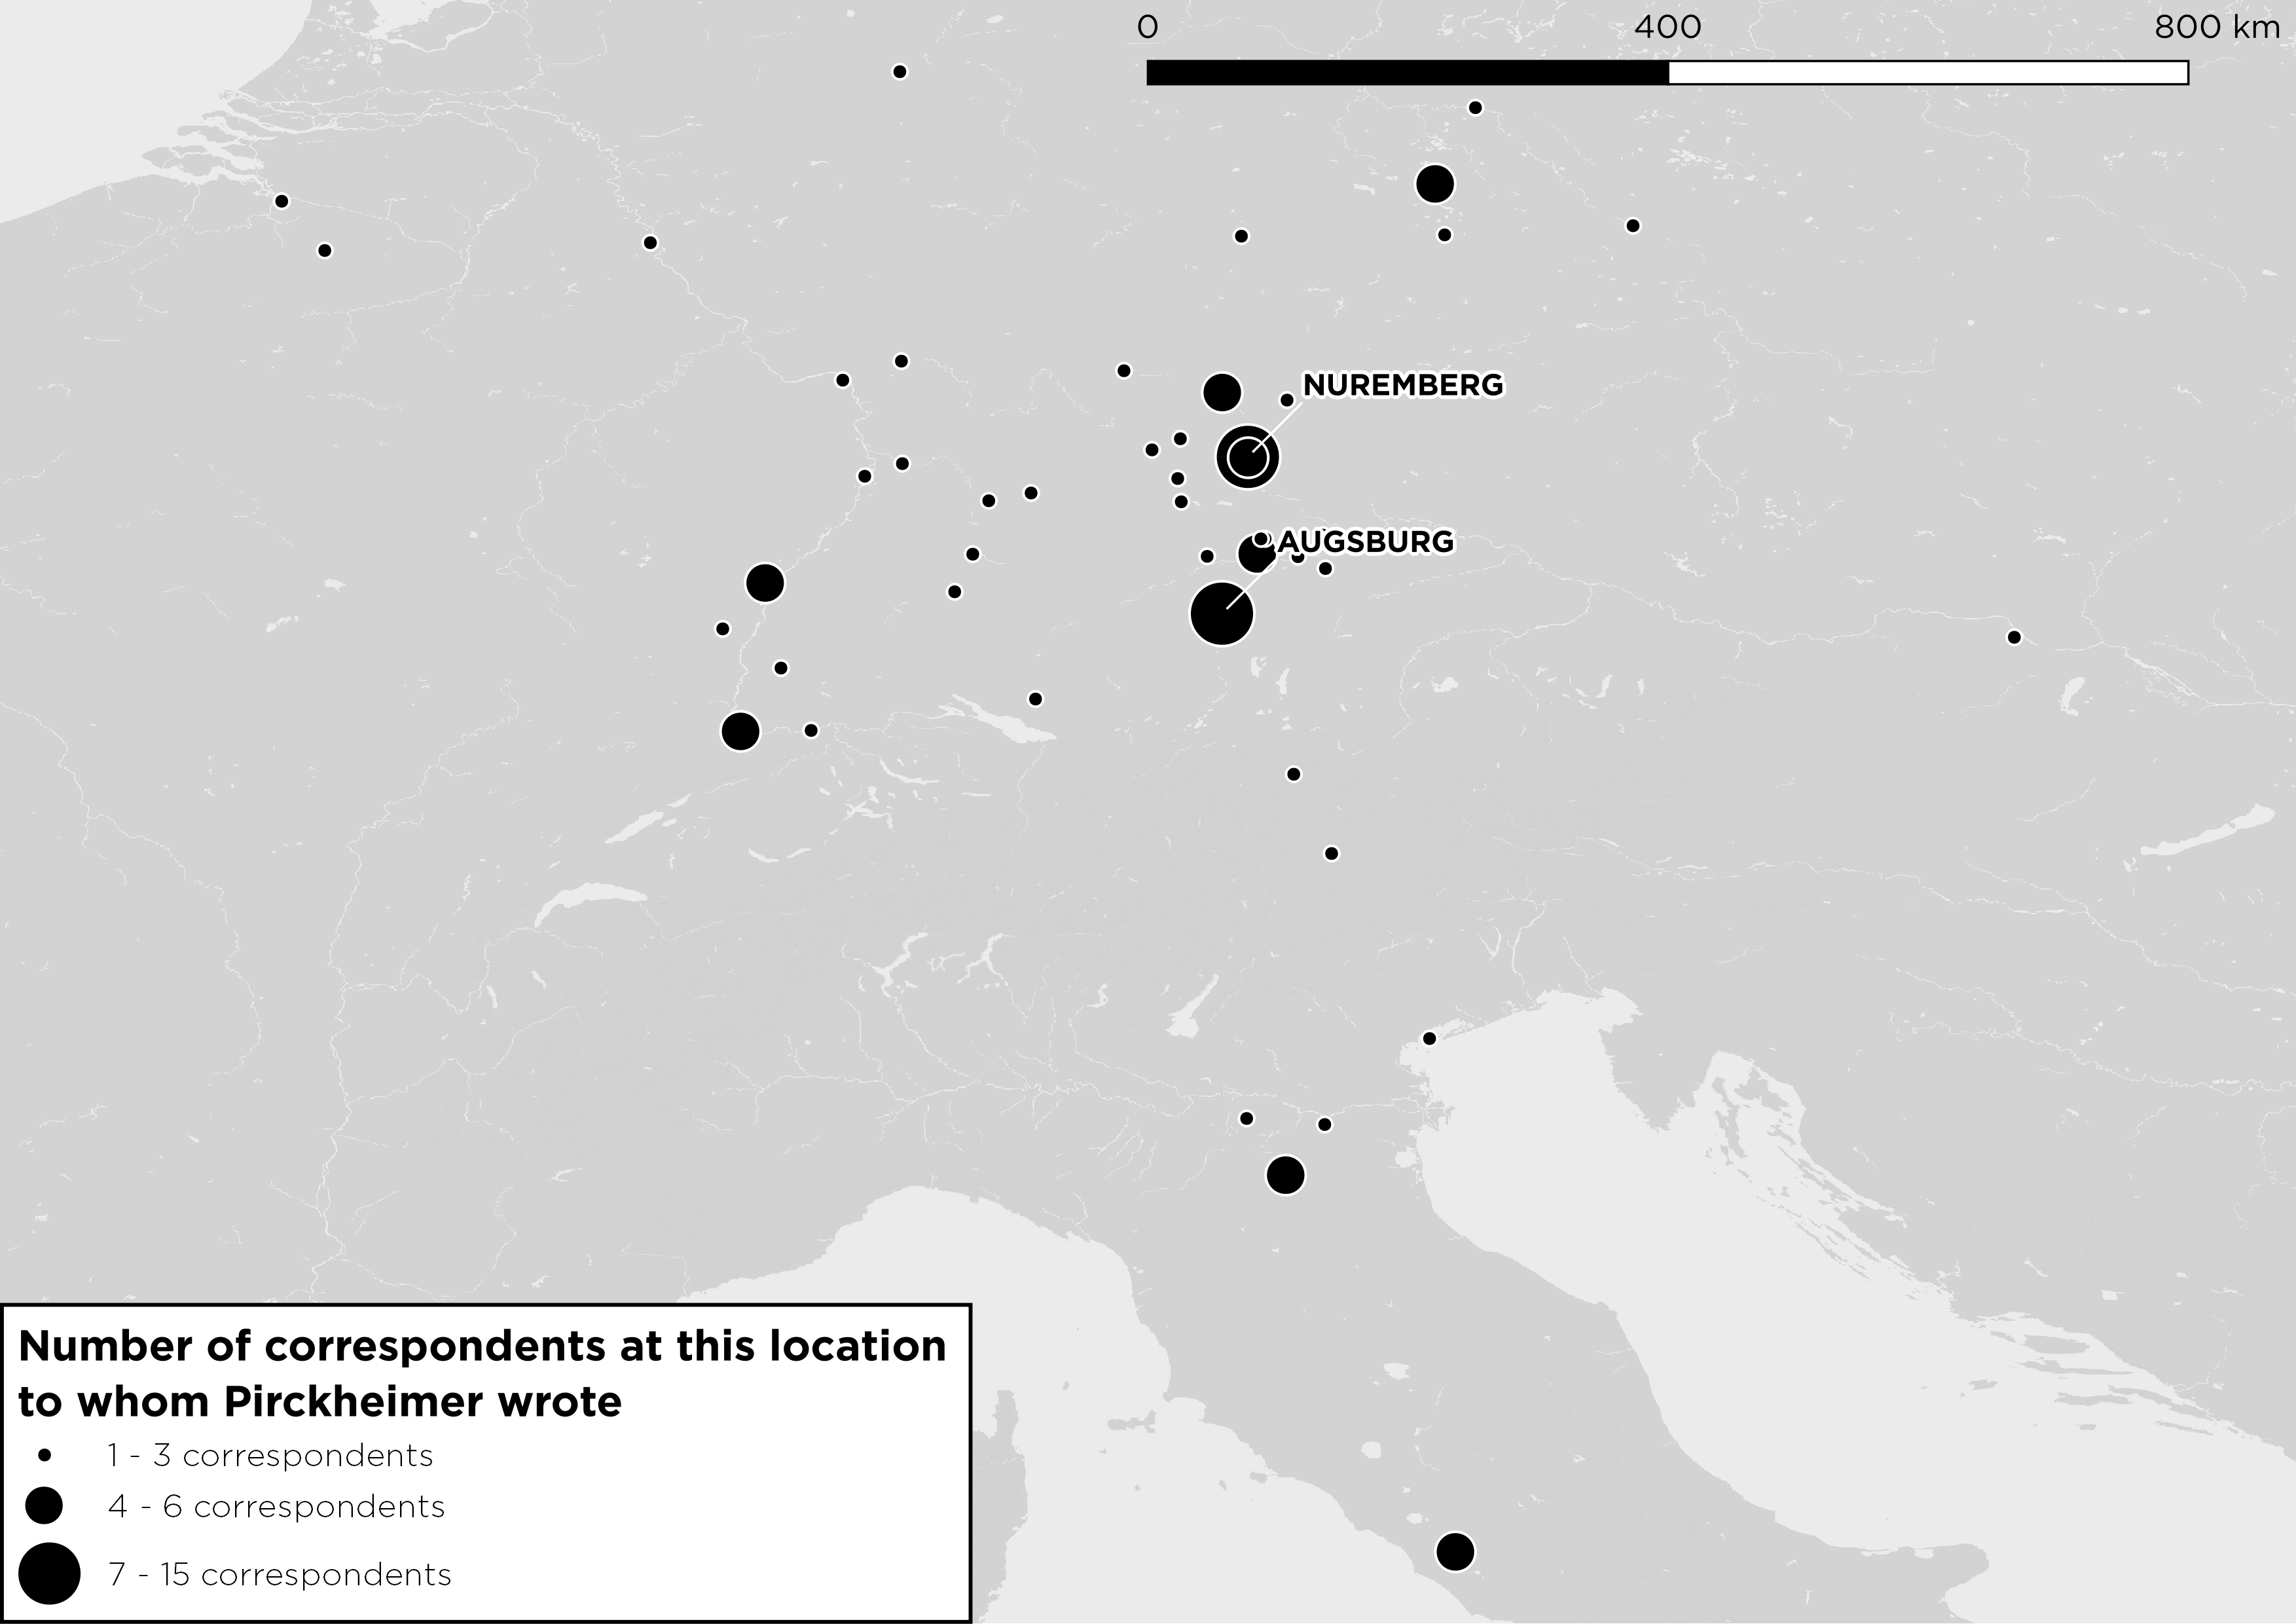 0 400 800 km
NUREMBERG
AUGSBURG
Number of correspondents at this location
to whom Pirckheimer wrote
1 - 3 correspondents
4 - 6 correspondents
7 - 15 correspondents